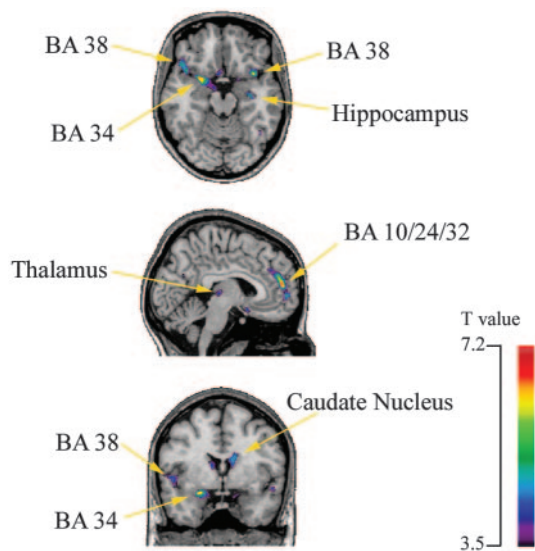 BA 38
BA 38
BA 34
Hippocampus
BA 10/24/32
Thalamus
T value
7.2
Caudate Nucleus
BA 38
BA 34
3.5